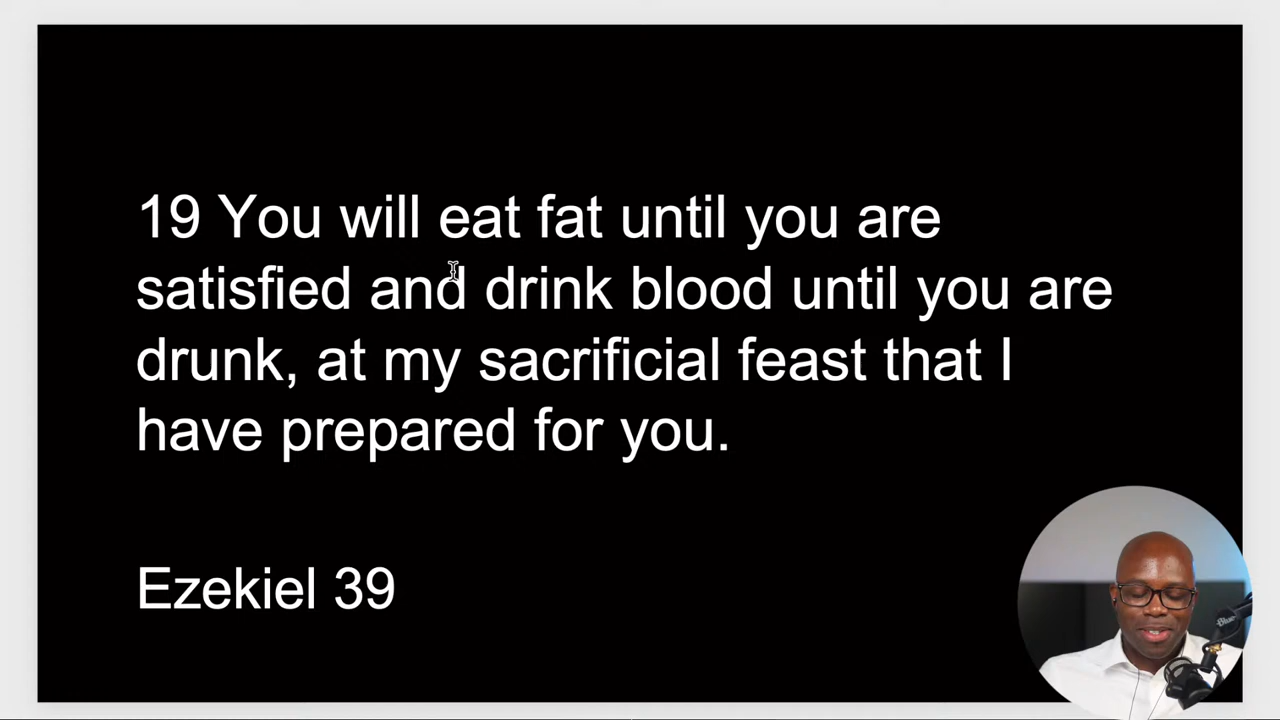 19 You will eat fat until you are
satisfied and drink blood until you are
drunk, at my sacrificial feast that I
have prepared for you.
Ezekiel 39
Blue